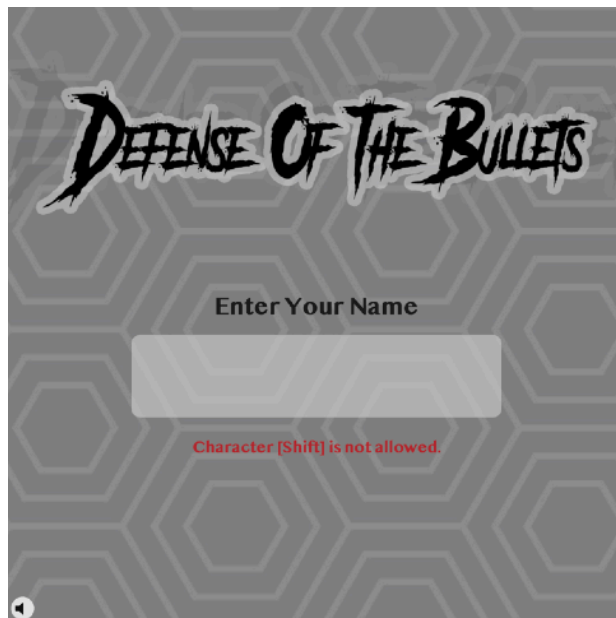 Defense Of The Bullets
Enter Your Name
Character [Shift] is not allowed.